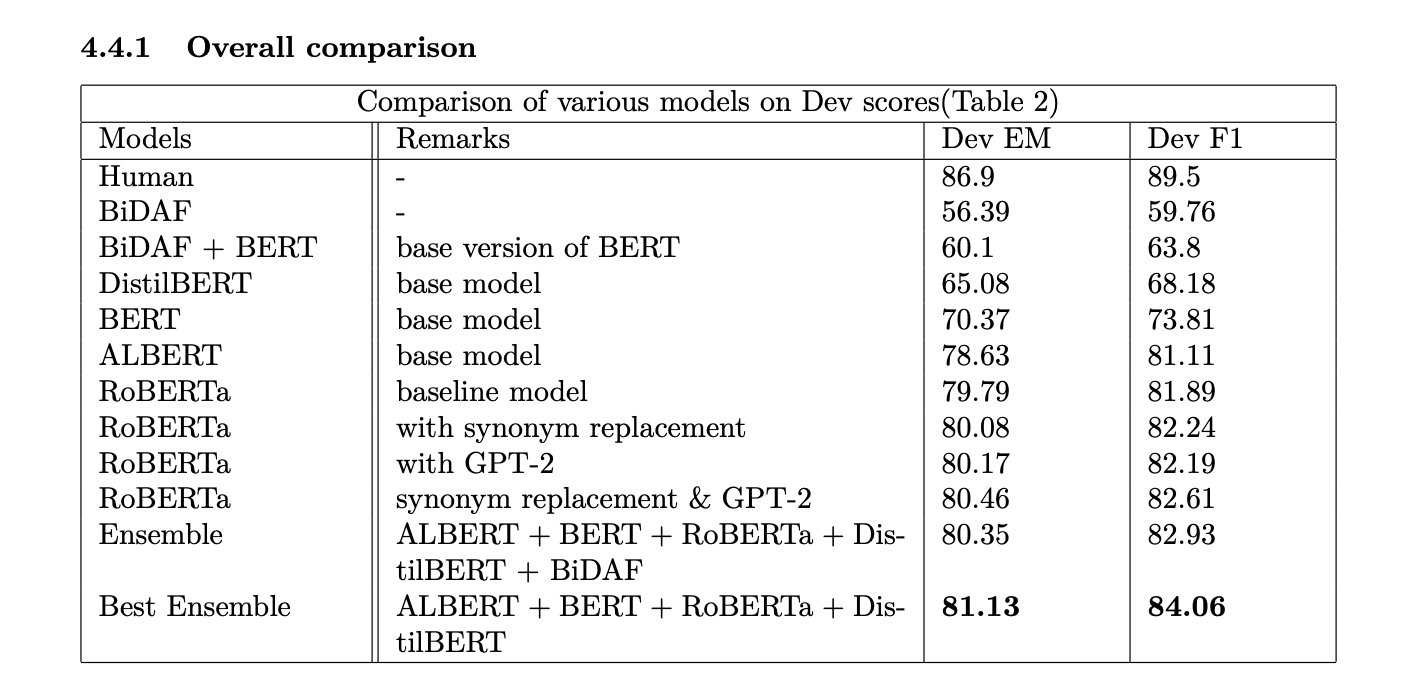 4.4.1 Overall comparison
Comparison of various models on Dev scores(Table 2)
Models Remarks Dev EM Dev F1
Human - 86.9 89.5
BiDAF - 56.39 59.76
BiDAF + BERT base version of BERT 60.1 63.8
DistilBERT base model 65.08 68.18
BERT base model 70.37 73.81
ALBERT base model 78.63 81.11
RoBERTa baseline model 79.79 81.89
RoBERTa with synonym replacement 80.08 82.24
RoBERTa with GPT-2 80.17 82.19
RoBERTa synonym replacement & GPT-2 80.46 82.61
Ensemble ALBERT + BERT + RoBERTa + Dis- 80.35 82.93
tilBERT + BiDAF
Best Ensemble ALBERT + BERT + RoBERTa + Dis- 81.13 84.06
tilBERT